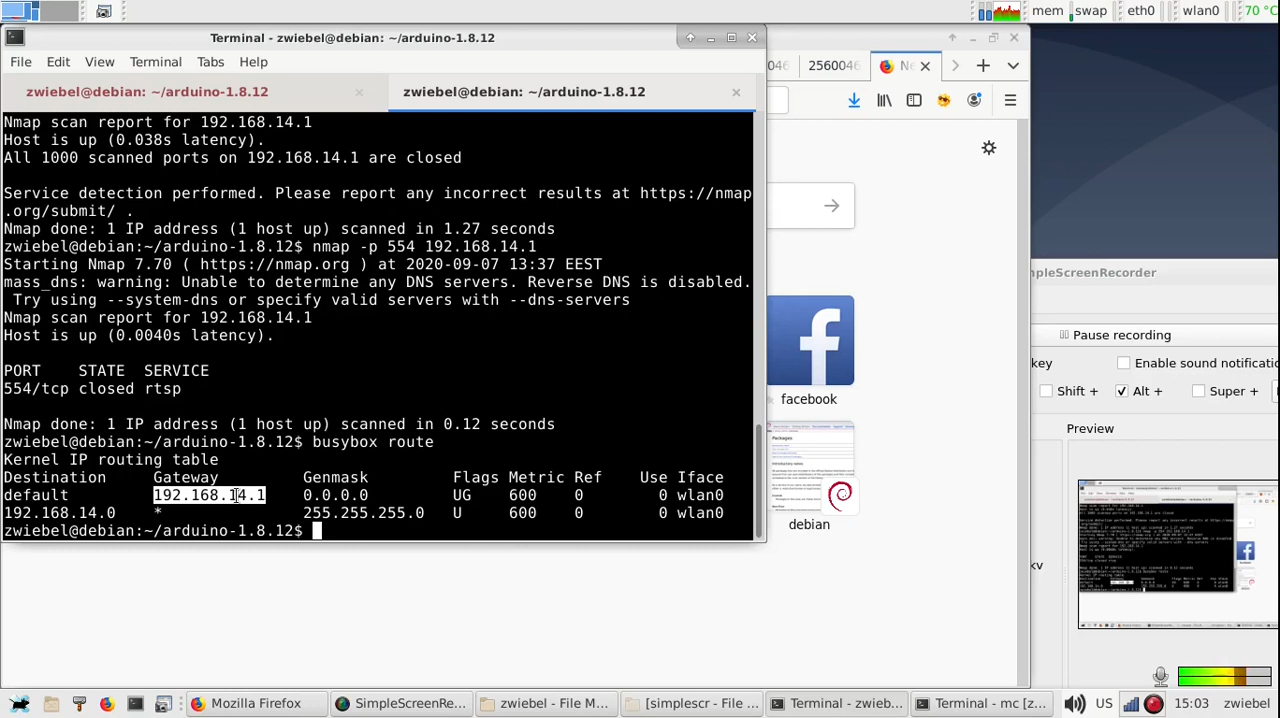 mem swap eth0 wlan0 70 °C
Terminal - zwiebel@debian: ~/arduino-1.8.12
File Edit View Terminal Tabs Help
zwiebel@debian: ~/arduino-1.8.12
zwiebel@debian: ~/arduino-1.8.12
Nmap scan report for 192.168.14.1
Host is up (0.038s latency).
All 1000 scanned ports on 192.168.14.1 are closed
Service detection performed. Please report any incorrect results at https://nmap
.org/submit/ .
Nmap done: 1 IP address (1 host up) scanned in 1.27 seconds
zwiebel@debian:~/arduino-1.8.12$ nmap -p 554 192.168.14.1
Starting Nmap 7.70 ( https://nmap.org ) at 2020-09-07 13:37 EEST
mass_dns: warning: Unable to determine any DNS servers. Reverse DNS is disabled.
Try using --system-dns or specify valid servers with --dns-servers
Nmap scan report for 192.168.14.1
Host is up (0.0040s latency).
PORT STATE SERVICE
554/tcp closed rtsp
Nmap done: 1 IP address (1 host up) scanned in 0.12 seconds
zwiebel@debian:~/arduino-1.8.12$ busybox route
Kernel IP routing table
Destination Gateway Genmask Flags Metric Ref Use Iface
default 192.168.14.1 0.0.0.0 UG 600 0 0 wlan0
192.168.14.0 * 255.255.255.0 U 600 0 0 wlan0
zwiebel@debian:~/arduino-1.8.12$
2560046
facebook
debian
mpleScreenRecorder
Pause recording
Enable sound notificatio
Shift + Alt + Super +
Preview
Mozilla Firefox
SimpleScreenRec...
zwiebel - File M...
[simplescr - File ...
Terminal - zwieb...
Terminal - mc [z...
US 15:03 zwiebel